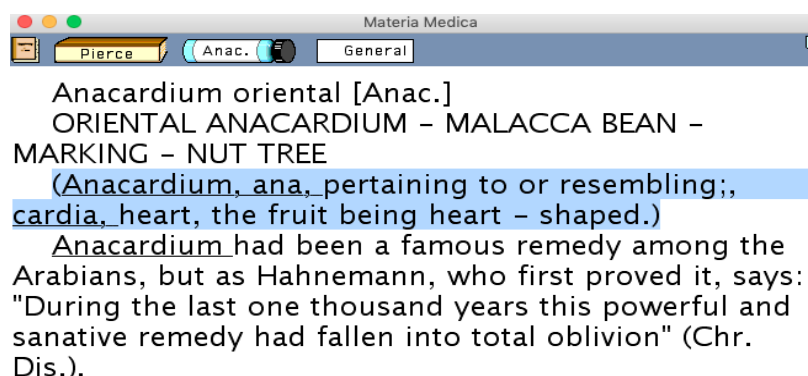 Materia Medica
Pierce Anac. General
Anacardium oriental [Anac.]
ORIENTAL ANACARDIUM – MALACCA BEAN –
MARKING – NUT TREE
(Anacardium, ana, pertaining to or resembling;,
cardia, heart, the fruit being heart – shaped.)
Anacardium had been a famous remedy among the
Arabians, but as Hahnemann, who first proved it, says:
"During the last one thousand years this powerful and
sanative remedy had fallen into total oblivion" (Chr.
Dis.).